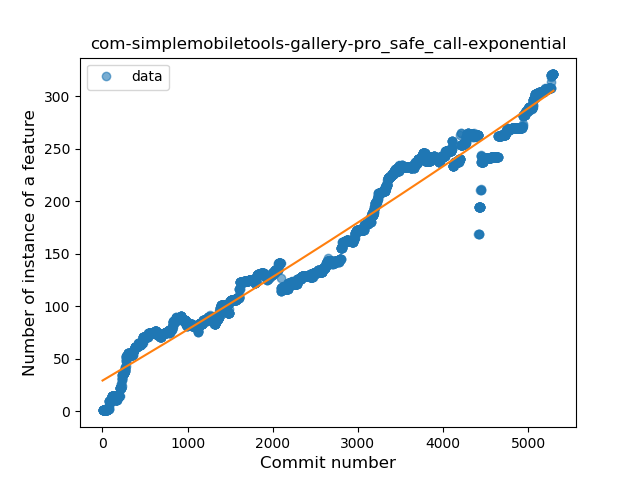 com-simplemobiletools-gallery-pro_safe_call-exponential
data
Number of instance of a feature
300
250
200
150
100
50
0
0 1000 2000 3000 4000 5000
Commit number